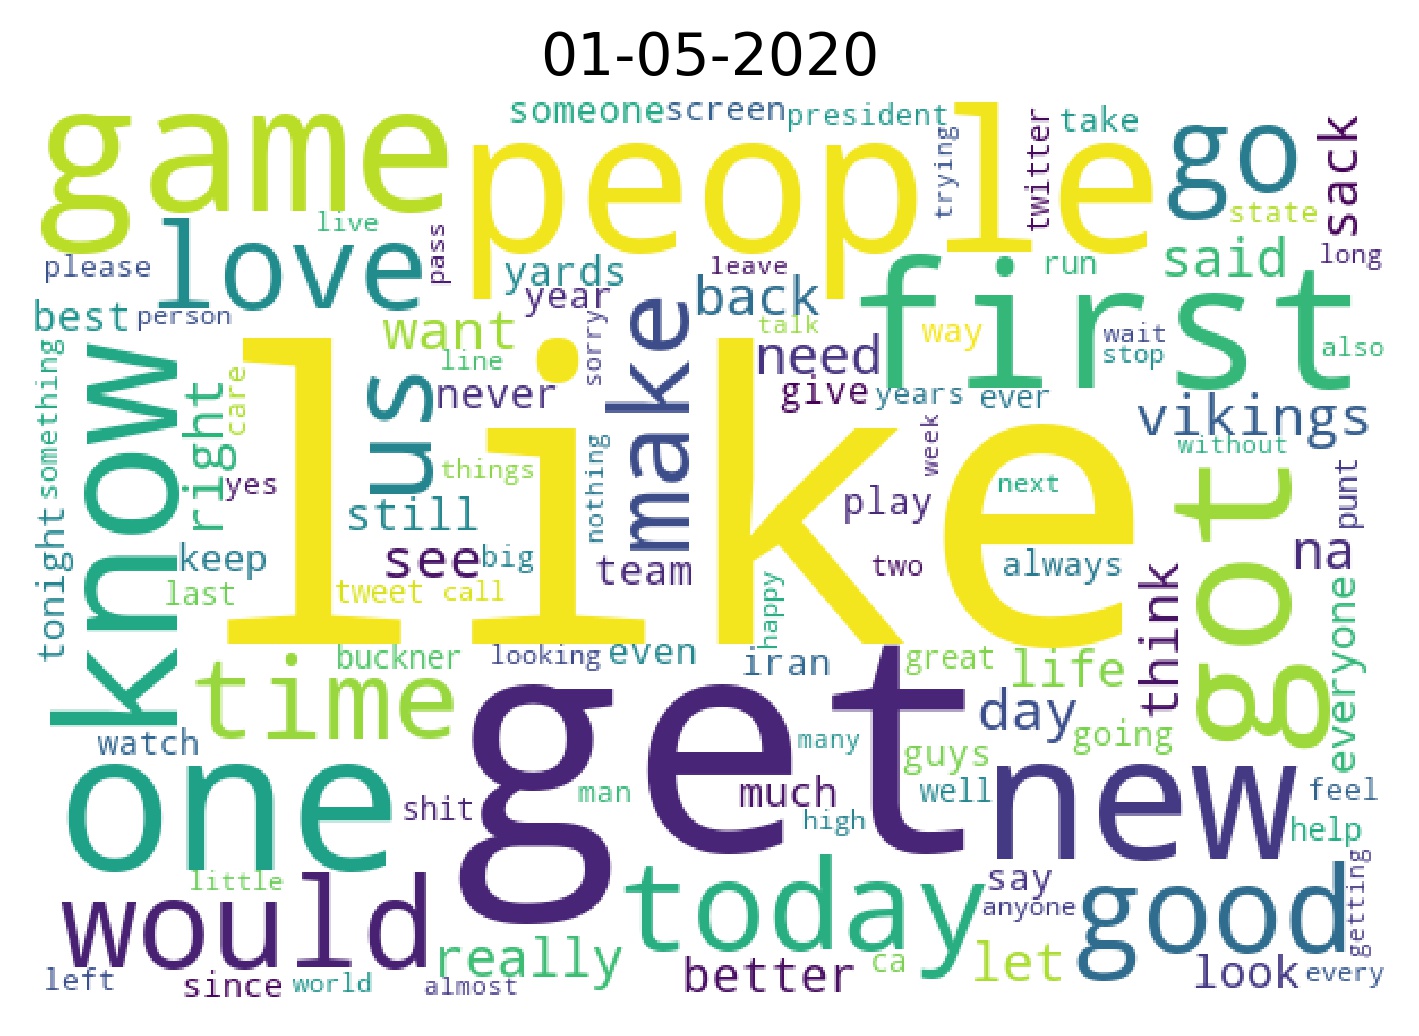 01-05-2020
someone screen president
game people trying twitter take go sack
live state
please love pass yards leave run said long
best person year back first
want line sorry make talk need way wait stop also
something know care right us never give years ever vikings
yes things nothing week without
tonight still play next got punt
keep see big team two always na
last tweet call happy think everyone
buckner looking even iran great life
time get day going
watch many guys new
one shit man much high well feel help
little today say anyone good getting
would really better ca let look every
left since world almost